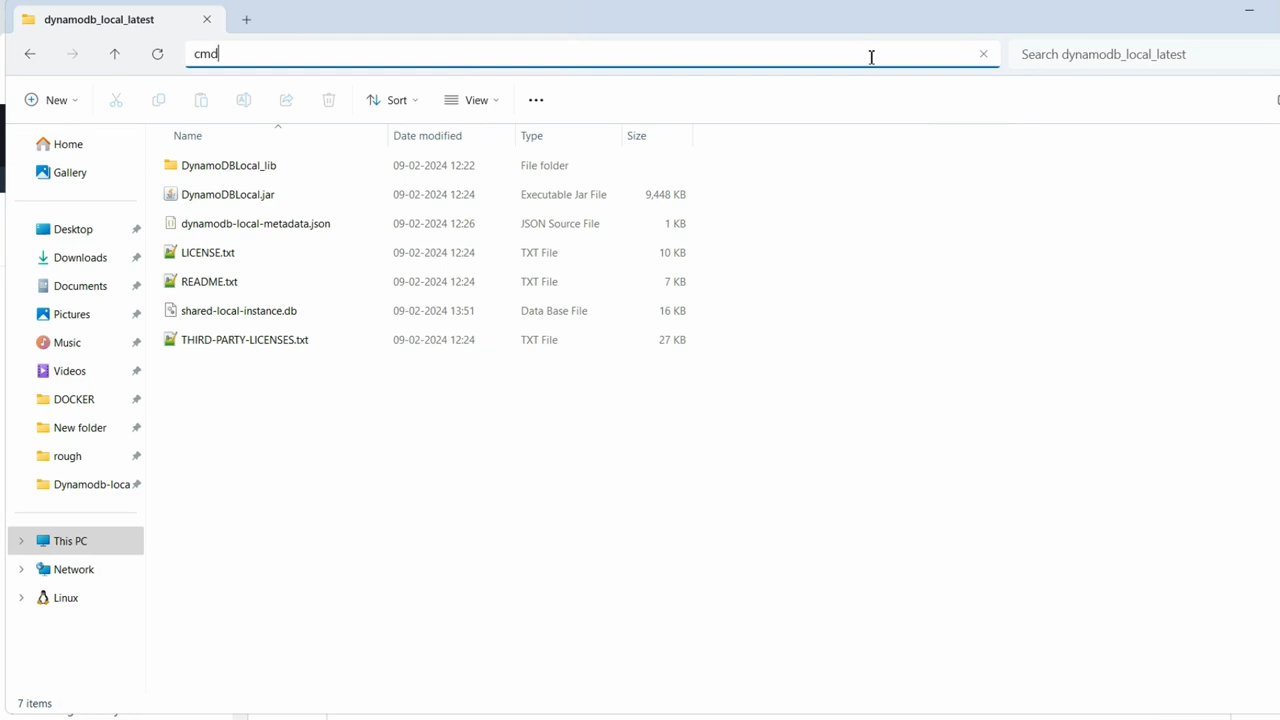 dynamodb_local_latest
cmd
Search dynamodb_local_latest
New
Sort
View
Name Date modified Type Size
Home
Gallery
Desktop
Downloads
Documents
Pictures
Music
Videos
DOCKER
New folder
rough
Dynamodb-loca
This PC
Network
Linux
DynamoDBLocal_lib 09-02-2024 12:22 File folder
DynamoDBLocal.jar 09-02-2024 12:24 Executable Jar File 9,448 KB
dynamodb-local-metadata.json 09-02-2024 12:26 JSON Source File 1 KB
LICENSE.txt 09-02-2024 12:24 TXT File 10 KB
README.txt 09-02-2024 12:24 TXT File 7 KB
shared-local-instance.db 09-02-2024 13:51 Data Base File 16 KB
THIRD-PARTY-LICENSES.txt 09-02-2024 12:24 TXT File 27 KB
7 items